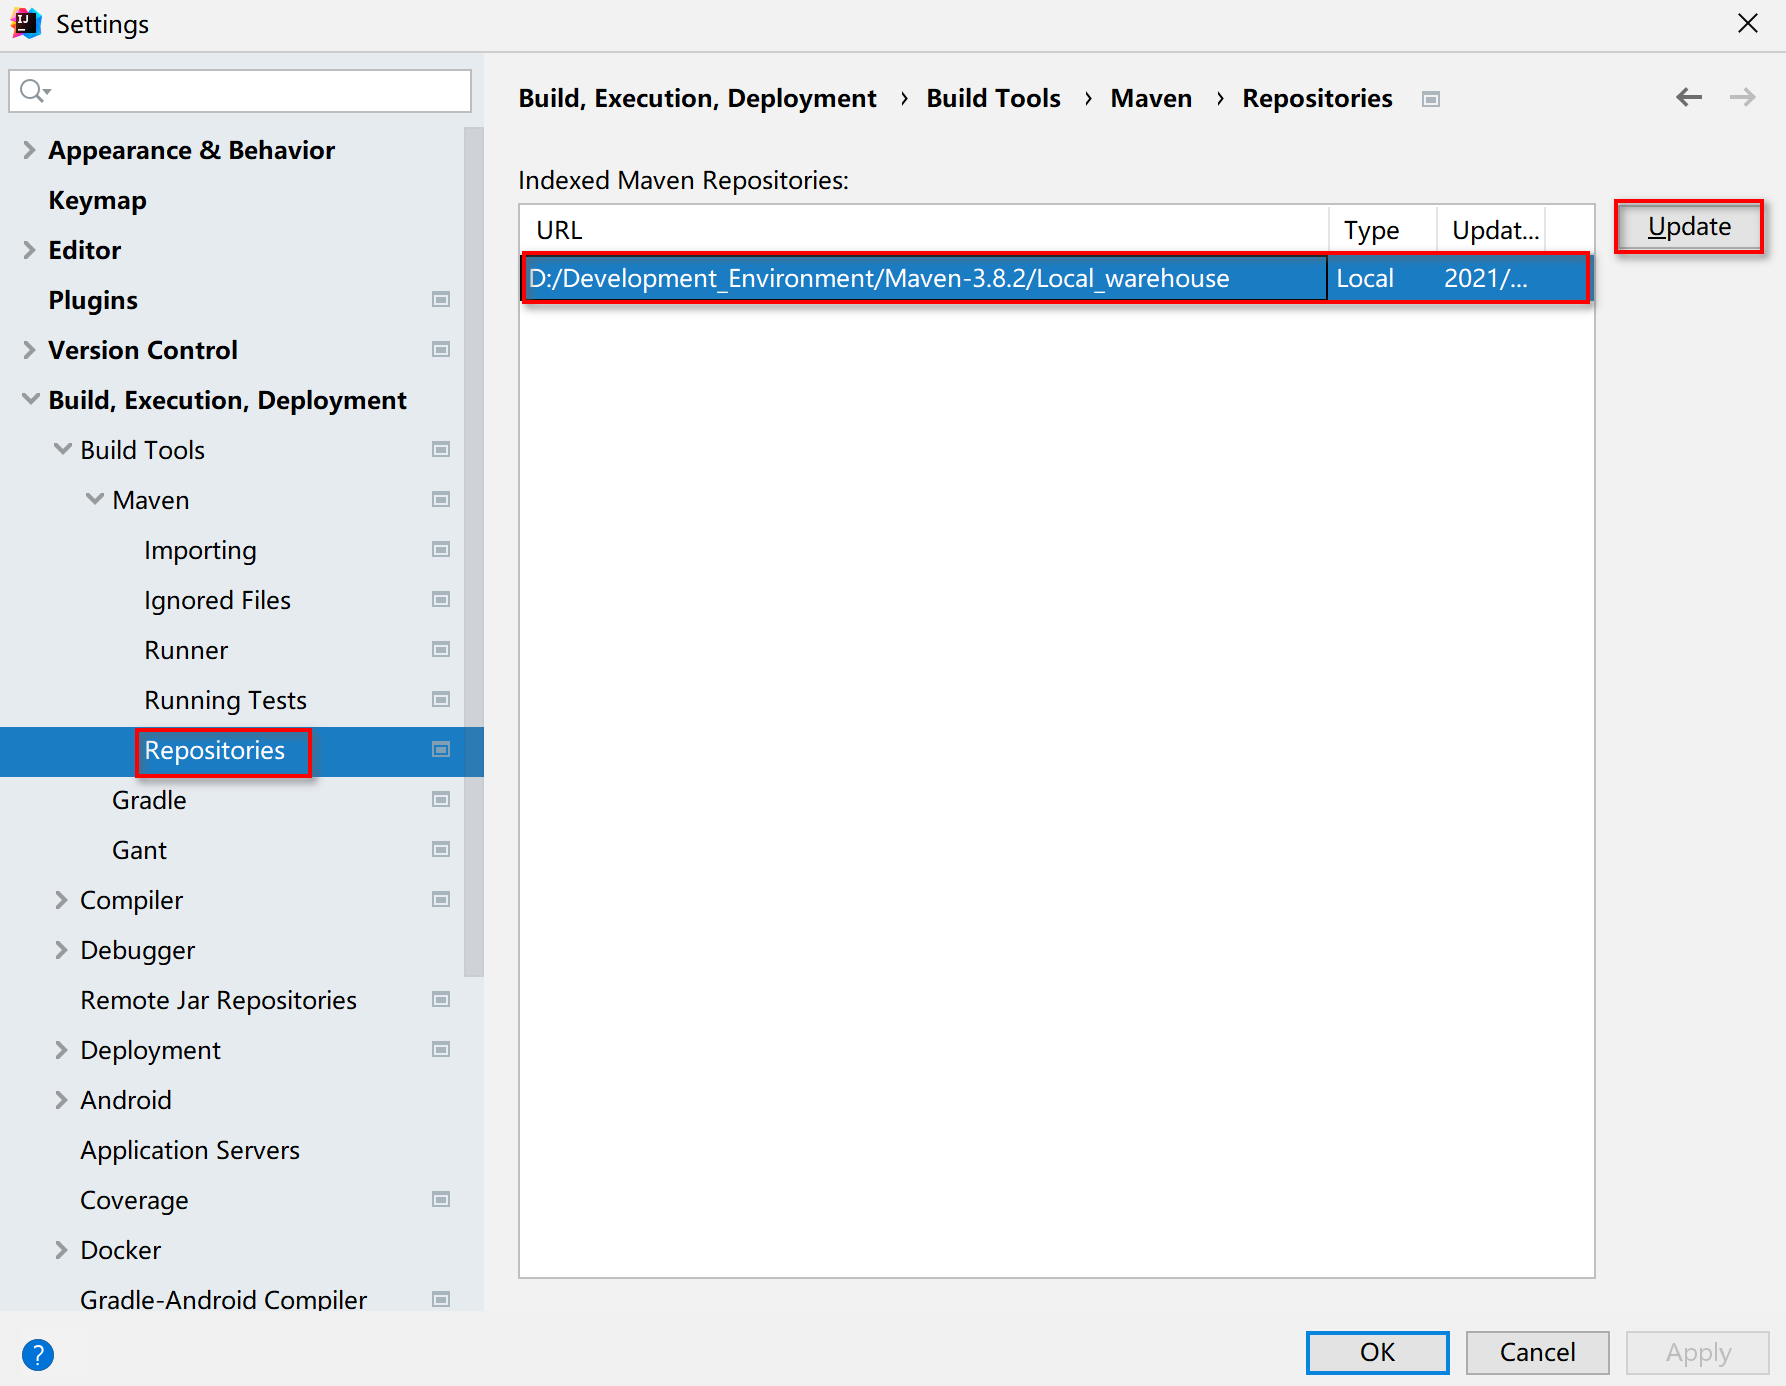 Settings
Appearance & Behavior
Keymap
Editor
Plugins
Version Control
Build, Execution, Deployment
Build Tools
Maven
Importing
Ignored Files
Runner
Running Tests
Repositories
Gradle
Gant
Compiler
Debugger
Remote Jar Repositories
Deployment
Android
Application Servers
Coverage
Docker
Gradle-Android Compiler
Build, Execution, Deployment › Build Tools › Maven › Repositories
Indexed Maven Repositories:
URL Type Updat...
D:/Development_Environment/Maven-3.8.2/Local_warehouse Local 2021/...
Update
?
OK Cancel Apply